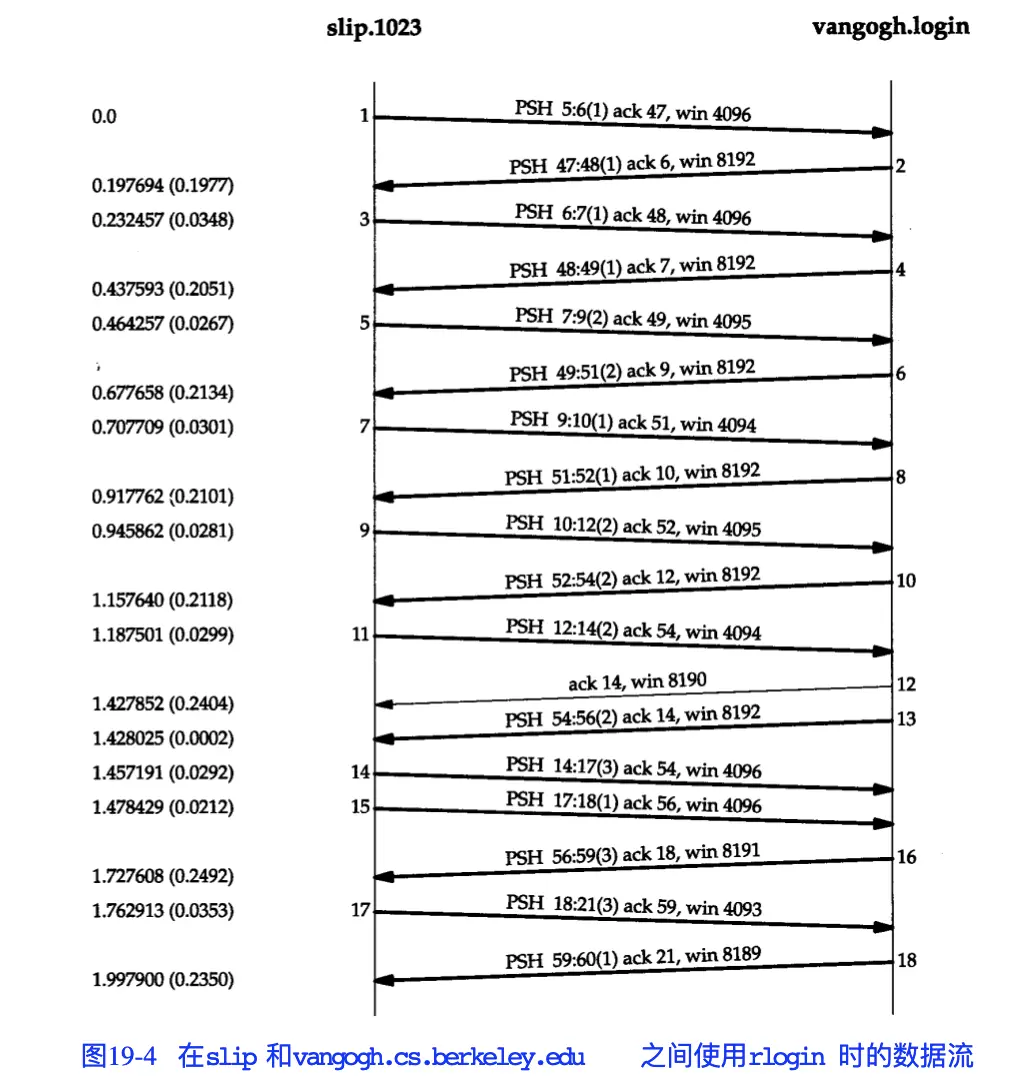 slip.1023 vangogh.login
0.0 1 PSH 5:6(1) ack 47, win 4096
PSH 47:48(1) ack 6, win 8192 2
0.197694 (0.1977)
0.232457 (0.0348) 3 PSH 6:7(1) ack 48, win 4096
PSH 48:49(1) ack 7, win 8192 4
0.437593 (0.2051)
0.464257 (0.0267) 5 PSH 7:9(2) ack 49, win 4095
PSH 49:51(2) ack 9, win 8192 6
0.677658 (0.2134)
0.707709 (0.0301) 7 PSH 9:10(1) ack 51, win 4094
PSH 51:52(1) ack 10, win 8192 8
0.917762 (0.2101)
0.945862 (0.0281) 9 PSH 10:12(2) ack 52, win 4095
PSH 52:54(2) ack 12, win 8192 10
1.157640 (0.2118)
1.187501 (0.0299) 11 PSH 12:14(2) ack 54, win 4094
ack 14, win 8190 12
1.427852 (0.2404)
PSH 54:56(2) ack 14, win 8192 13
1.428025 (0.0002)
1.457191 (0.0292) 14 PSH 14:17(3) ack 54, win 4096
1.478429 (0.0212) 15 PSH 17:18(1) ack 56, win 4096
PSH 56:59(3) ack 18, win 8191 16
1.727608 (0.2492)
1.762913 (0.0353) 17 PSH 18:21(3) ack 59, win 4093
PSH 59:60(1) ack 21, win 8189 18
1.997900 (0.2350)
图19-4 在slip 和vangogh.cs.berkeley.edu 之间使用rlogin 时的数据流